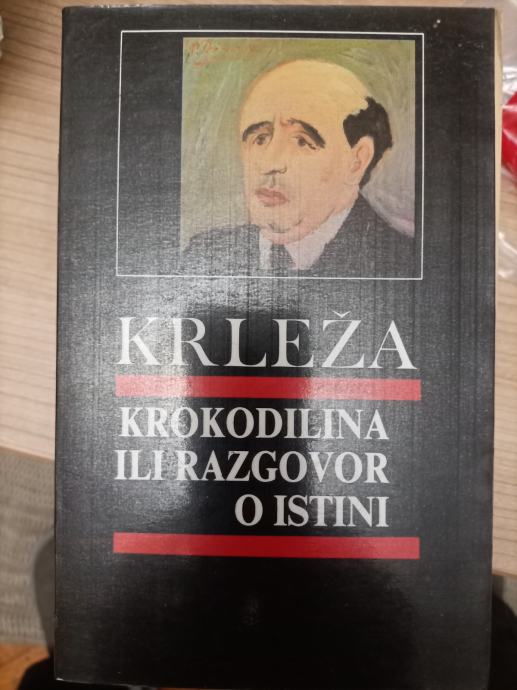 KRLEŽA
KROKODILINA
ILI RAZGOVOR
O ISTINI